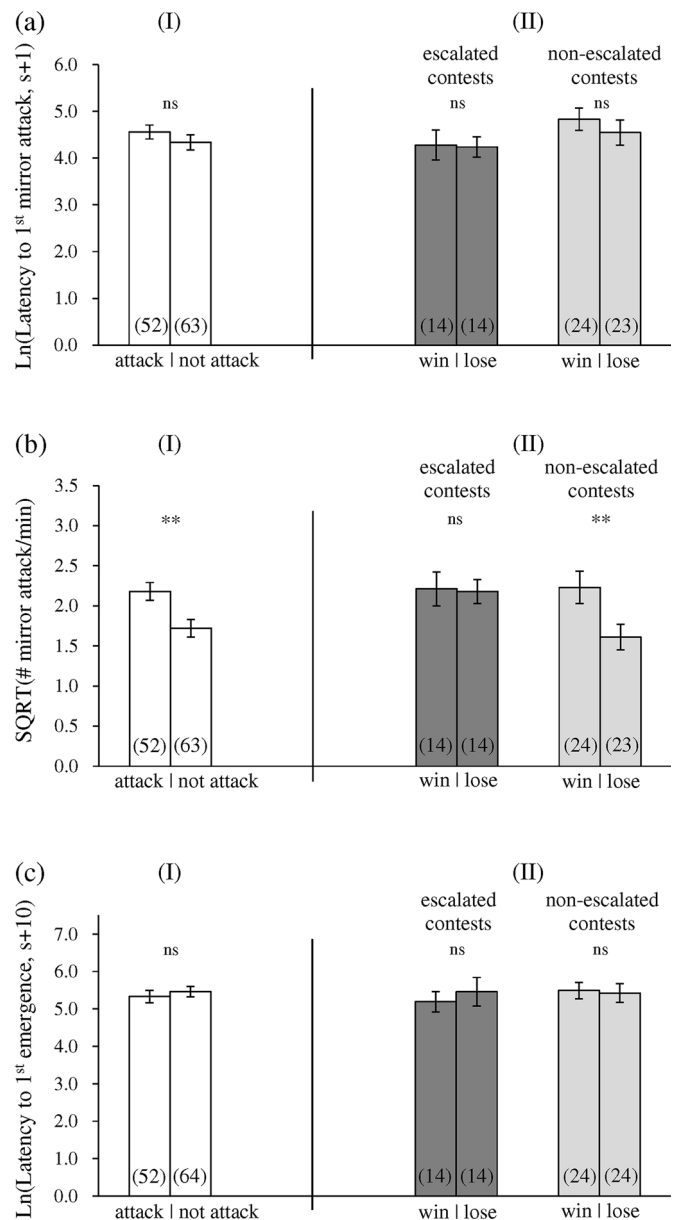 (a) (I) (II)
escalated contests non-escalated contests
Ln(Latency to 1st mirror attack, s+1)
6.0
5.0
4.0
3.0
2.0
1.0
0.0
ns ns ns
(52) (63) (14) (14) (24) (23)
attack | not attack win | lose win | lose
(b) (I) (II)
escalated contests non-escalated contests
SQRT(# mirror attack/min)
3.5
3.0
2.5
2.0
1.5
1.0
0.5
0.0
** ns **
(52) (63) (14) (14) (24) (23)
attack | not attack win | lose win | lose
(c) (I) (II)
escalated contests non-escalated contests
Ln(Latency to 1st emergence, s+10)
7.0
6.0
5.0
4.0
3.0
2.0
1.0
0.0
ns ns ns
(52) (64) (14) (14) (24) (24)
attack | not attack win | lose win | lose